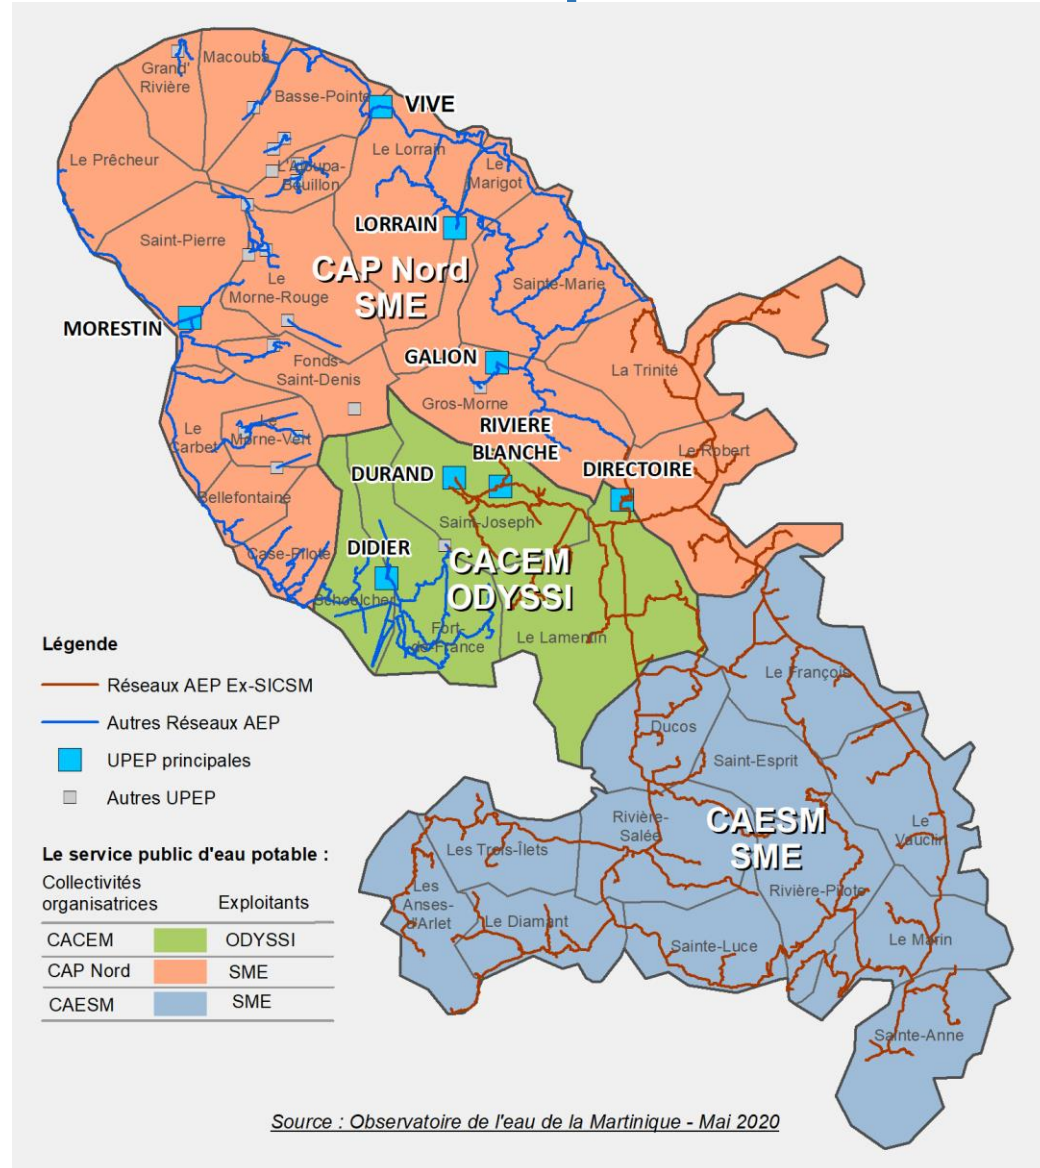 Grand'
Rivière
Macouba
Basse-Pointe
VIVE
Le Prêcheur
L'Ajoupa-
Bouillon
Le Lorrain
Le
Marigot
LORRAIN
Saint-Pierre
CAP Nord
SME
Le
Morne-Rouge
Sainte-Marie
MORESTIN
GALION
Fonds-
Saint-Denis
La Trinité
Gros-Morne
RIVIERE
BLANCHE
Le
Carbet
Le
Morne-Vert
Le Robert
DURAND
DIRECTOIRE
Bellefontaine
Saint-Joseph
Case-Pilote
DIDIER
CACEM
ODYSSI
Schoelcher
Fort-
de-France
Le Lamentin
Légende
Réseaux AEP Ex-SICSM
Autres Réseaux AEP
UPEP principales
Autres UPEP
Le François
Ducos
Saint-Esprit
CAESM
SME
Rivière-
Salée
Le
Vauclin
Les Trois-Îlets
Les
Anses-
d'Arlet
Le Diamant
Rivière-Pilote
Sainte-Luce
Le Marin
Sainte-Anne
Le service public d'eau potable :
Collectivités
organisatrices
Exploitants
CACEM ODYSSI
CAP Nord SME
CAESM SME
Source : Observatoire de l'eau de la Martinique - Mai 2020